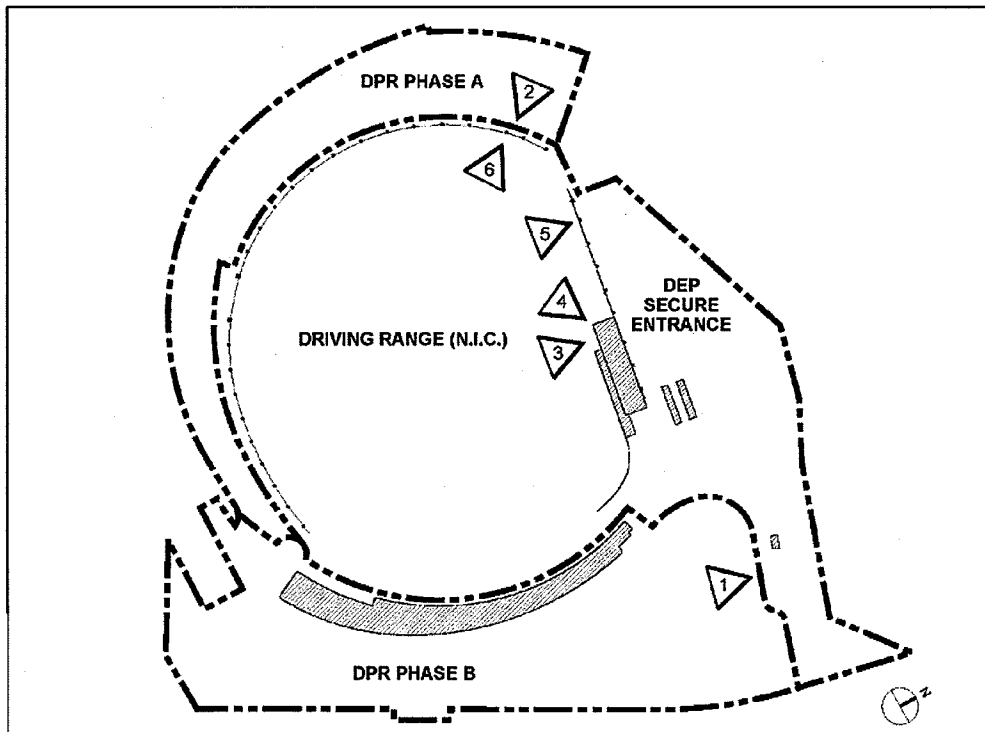 DPR PHASE A
2
6
5
DEP
SECURE
ENTRANCE
4
DRIVING RANGE (N.I.C.)
3
1
DPR PHASE B
N